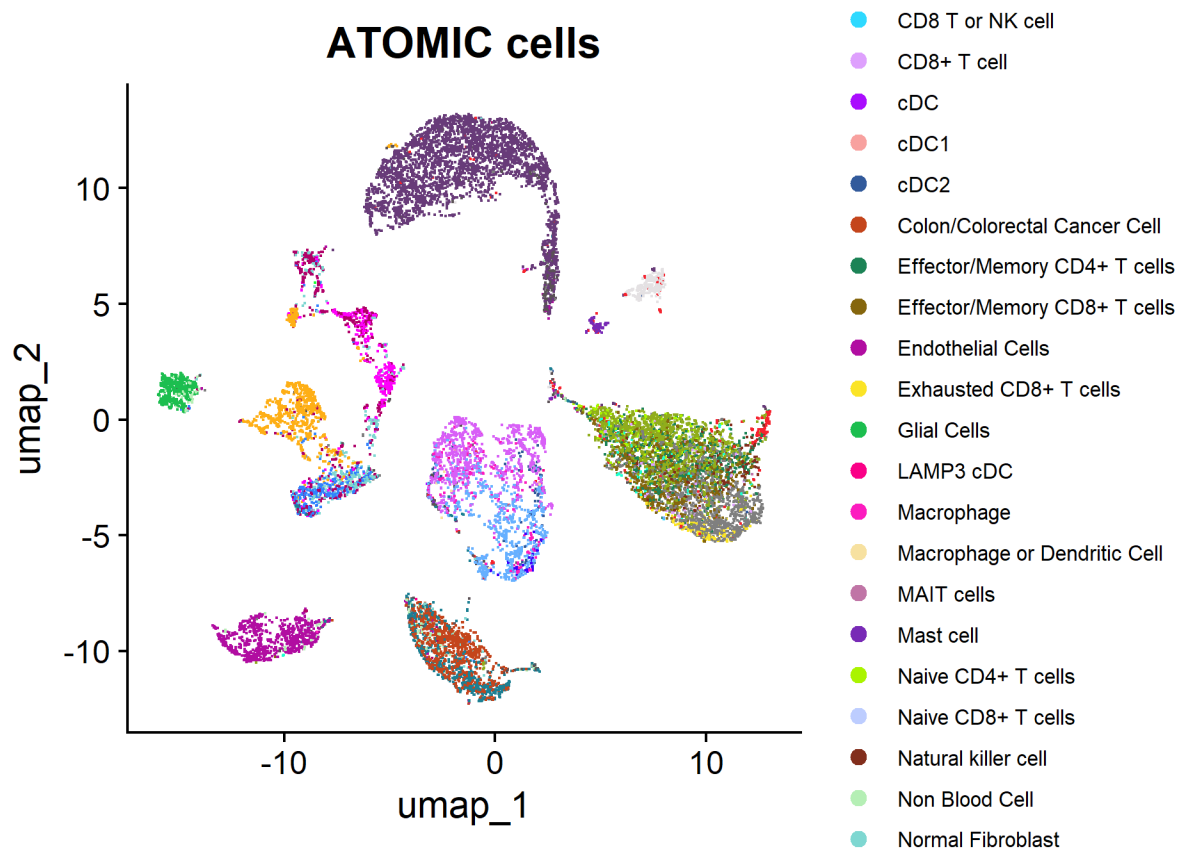 ATOMIC cells
umap_2
10
5
0
-5
-10
-10
0
10
umap_1
CD8 T or NK cell
CD8+ T cell
cDC
cDC1
cDC2
Colon/Colorectal Cancer Cell
Effector/Memory CD4+ T cells
Effector/Memory CD8+ T cells
Endothelial Cells
Exhausted CD8+ T cells
Glial Cells
LAMP3 cDC
Macrophage
Macrophage or Dendritic Cell
MAIT cells
Mast cell
Naive CD4+ T cells
Naive CD8+ T cells
Natural killer cell
Non Blood Cell
Normal Fibroblast